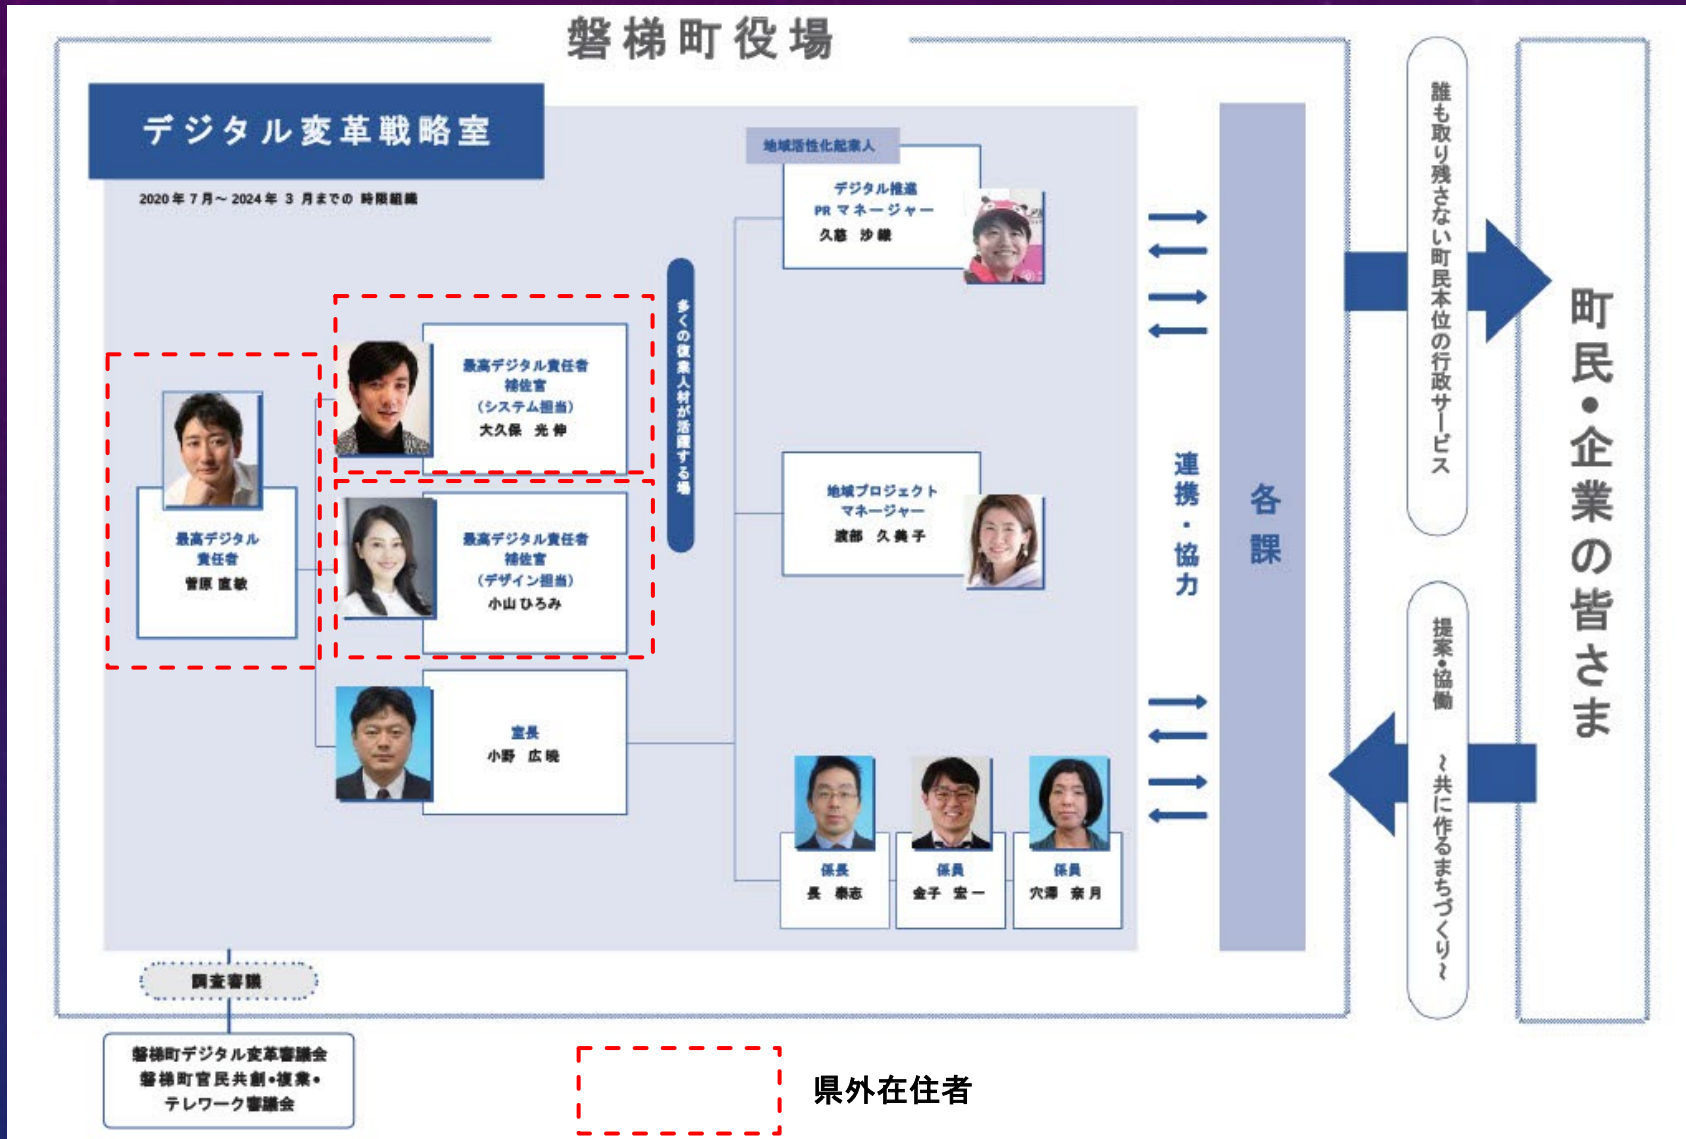 磐梯町役場
デジタル変革戦略室
2020年7月～2024年 3 月までの 時限組織
地域活性化起業人
デジタル推進
PR マネージャー
久慈 沙織
多くの復業人材が活躍する場
最高デジタル責任者
補佐官
（システム担当）
大久保 光伸
最高デジタル
責任者
菅原 直敏
最高デジタル責任者
補佐官
（デザイン担当）
小山 ひろみ
地域プロジェクト
マネージャー
渡部 久美子
室長
小野 広暁
係長
長 泰志
係員
金子 宏一
係員
穴澤 奈月
連携・協力
各課
誰も取り残さない町民本位の行政サービス
提案・協働 ～共に作るまちづくり～
町民・企業の皆さま
調査審議
磐梯町デジタル変革審議会
磐梯町官民共創・複業・
テレワーク審議会
県外在住者